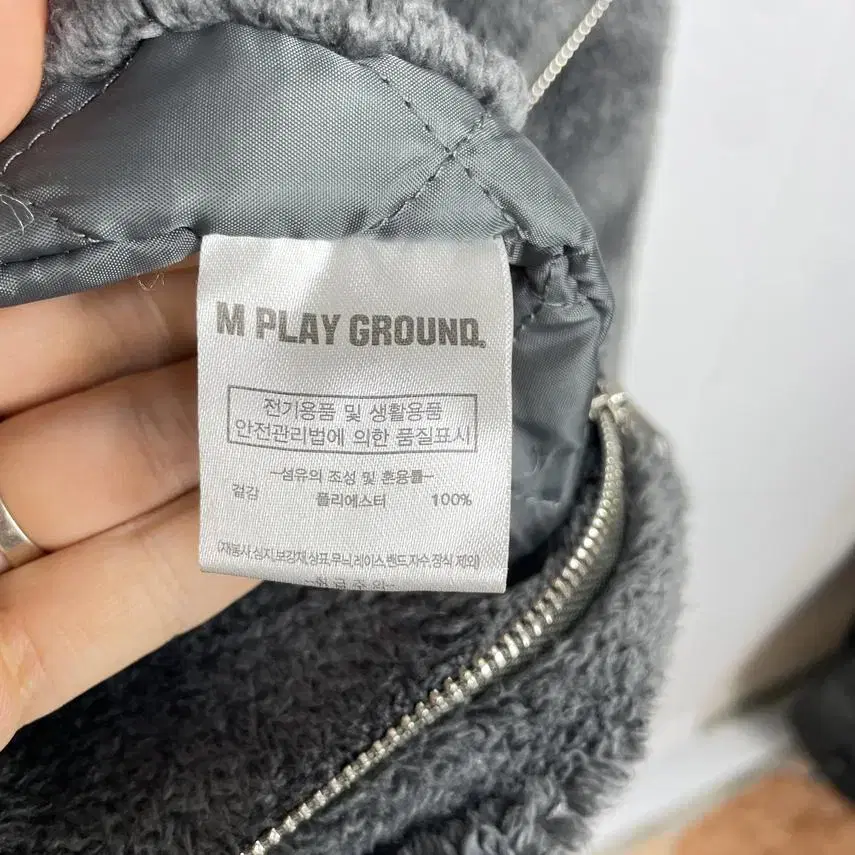 M PLAY GROUND.
전기용품 및 생활용품
안전관리법에 의한 품질표시
-섬유의 조성 및 혼용률-
겉감 폴리에스터 100%
(재봉사,심지,보강재,상표,무늬,레이스,밴드,자수 장식 제외)